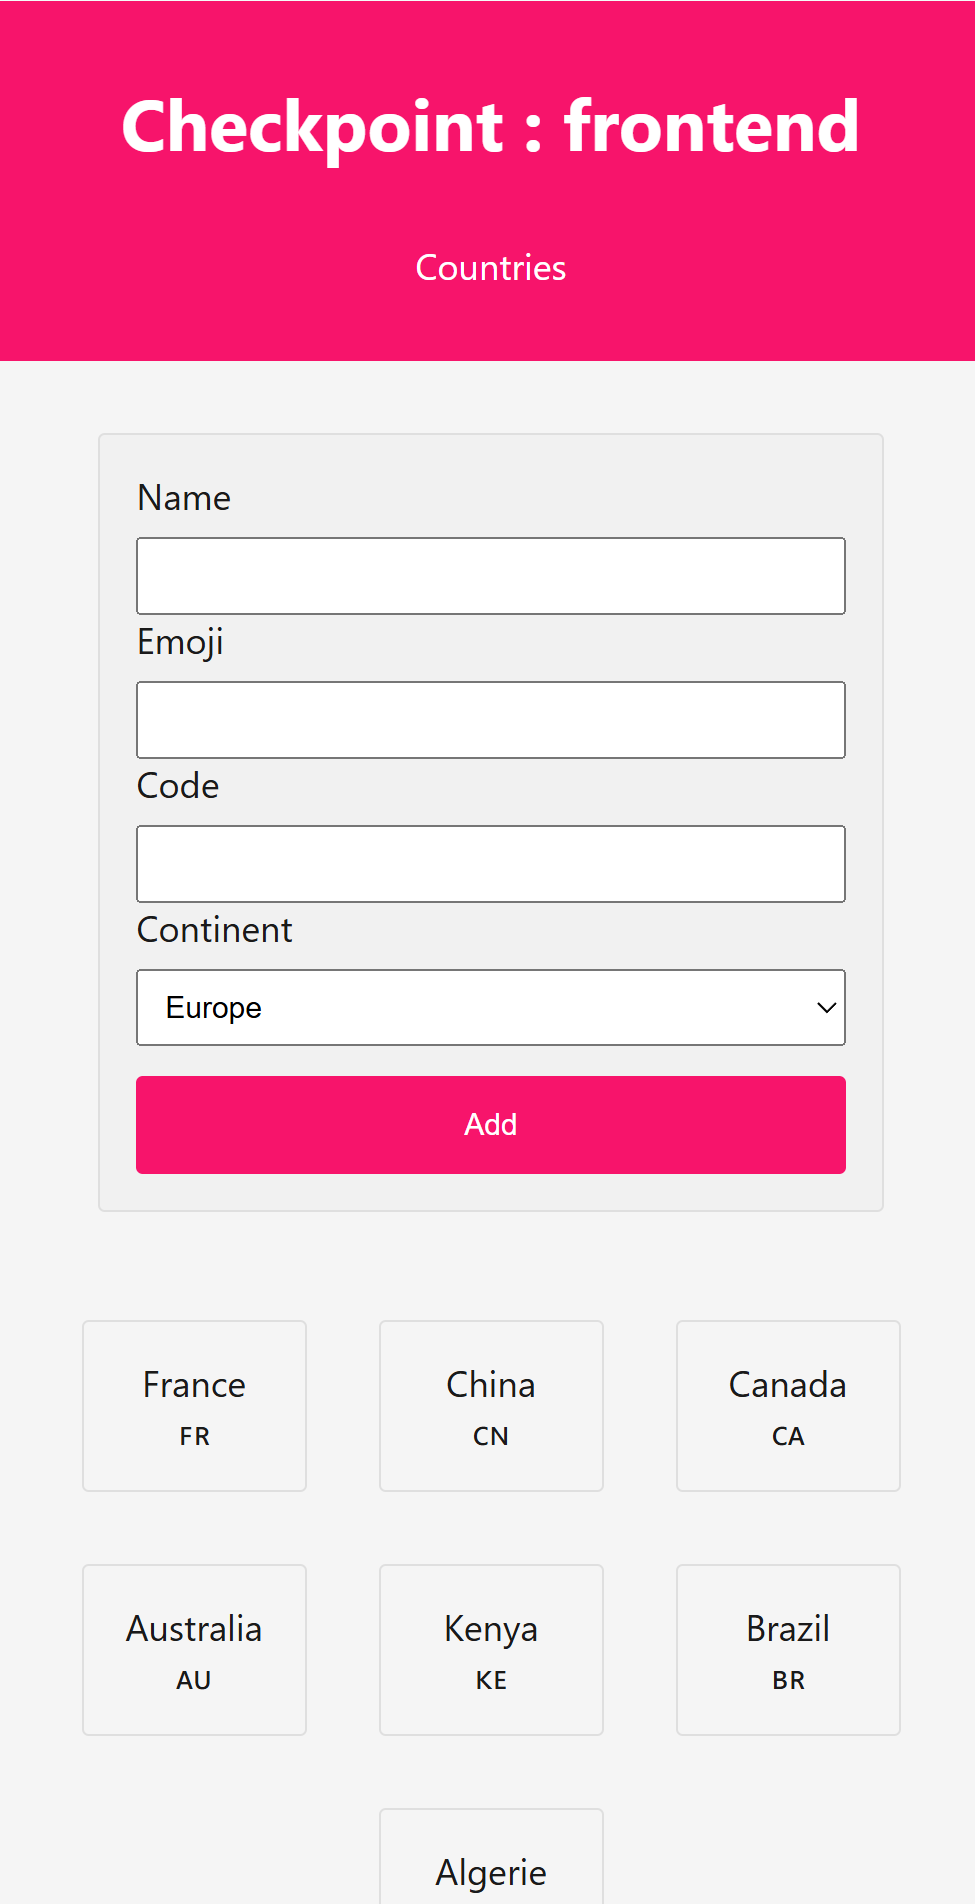 Checkpoint : frontend
Countries
Name
Emoji
Code
Continent
Europe
Add
France
FR
China
CN
Canada
CA
Australia
AU
Kenya
KE
Brazil
BR
Algerie